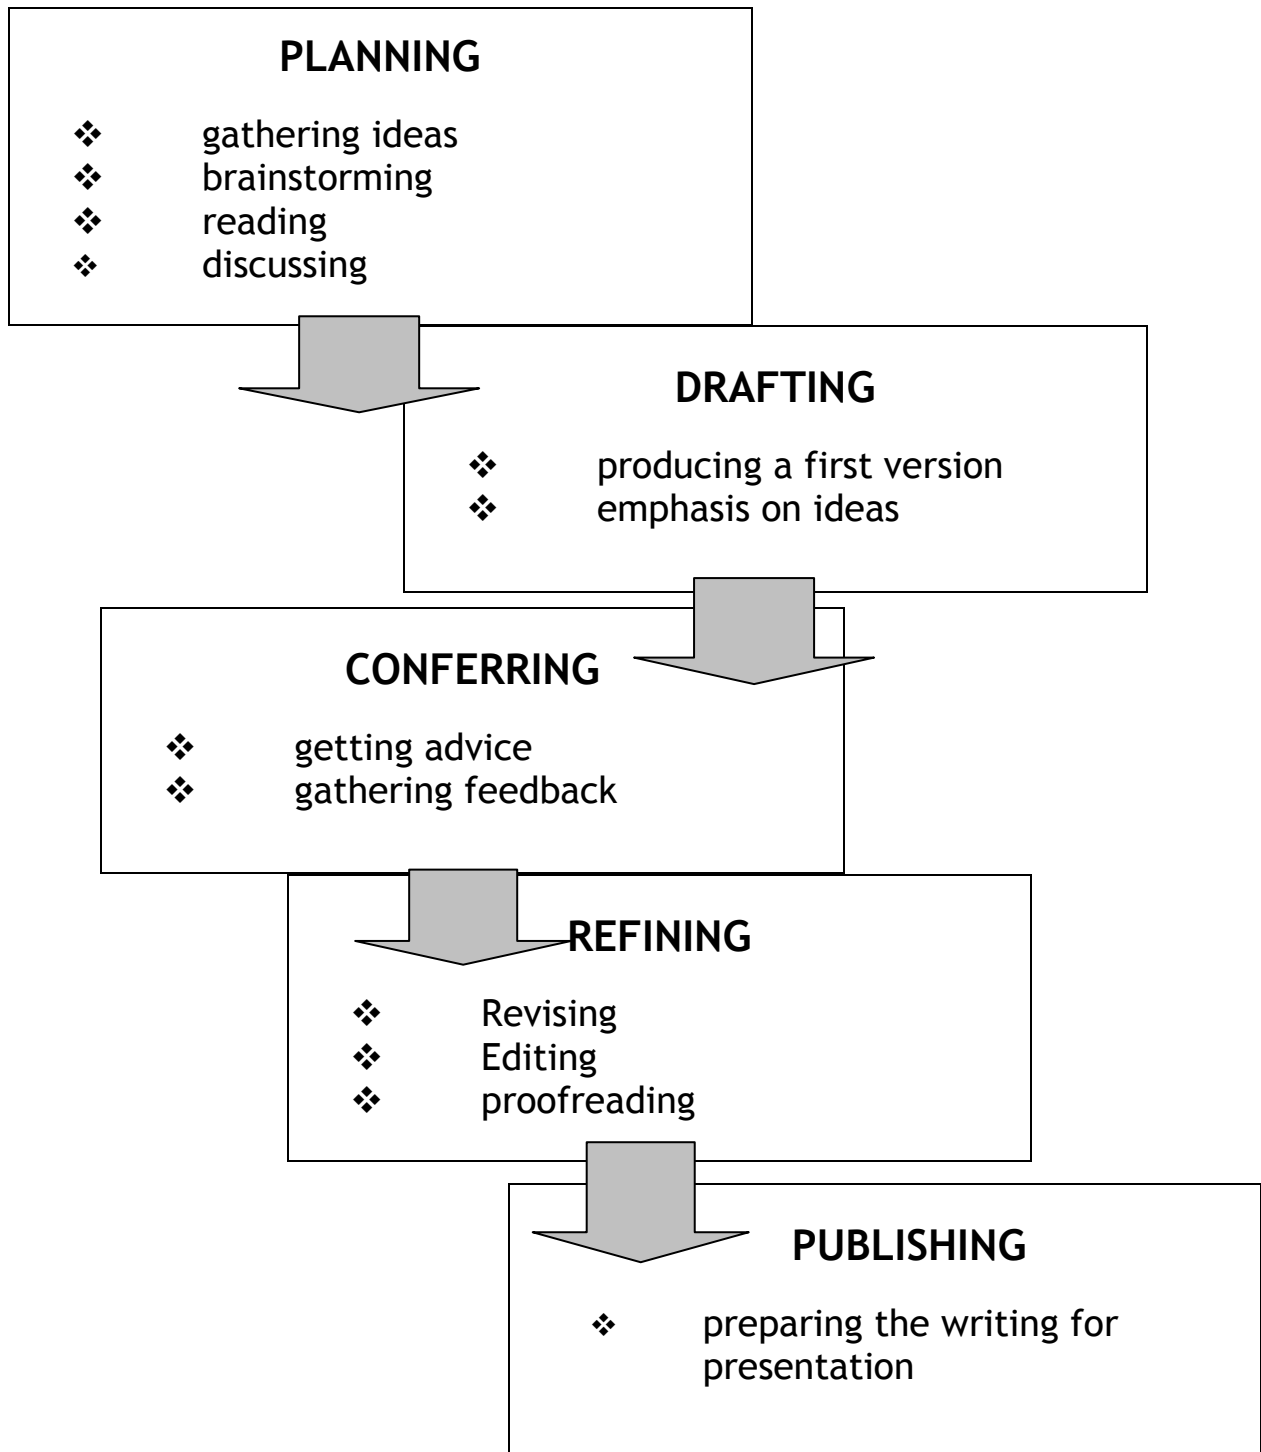 PLANNING
❖ gathering ideas
❖ brainstorming
❖ reading
❖ discussing
DRAFTING
❖ producing a first version
❖ emphasis on ideas
CONFERRING
❖ getting advice
❖ gathering feedback
REFINING
❖ Revising
❖ Editing
❖ proofreading
PUBLISHING
❖ preparing the writing for
presentation